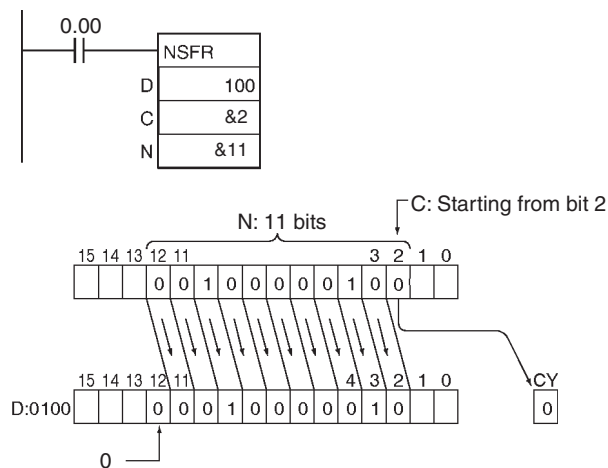 0.00
NSFR
D 100
C &2
N &11
C: Starting from bit 2
N: 11 bits
15 14 13 12 11 3 2 1 0
0 0 1 0 0 0 0 0 1 0 0
15 14 13 12 11 4 3 2 1 0 CY
D:0100 0 0 0 1 0 0 0 0 0 1 0 0
0